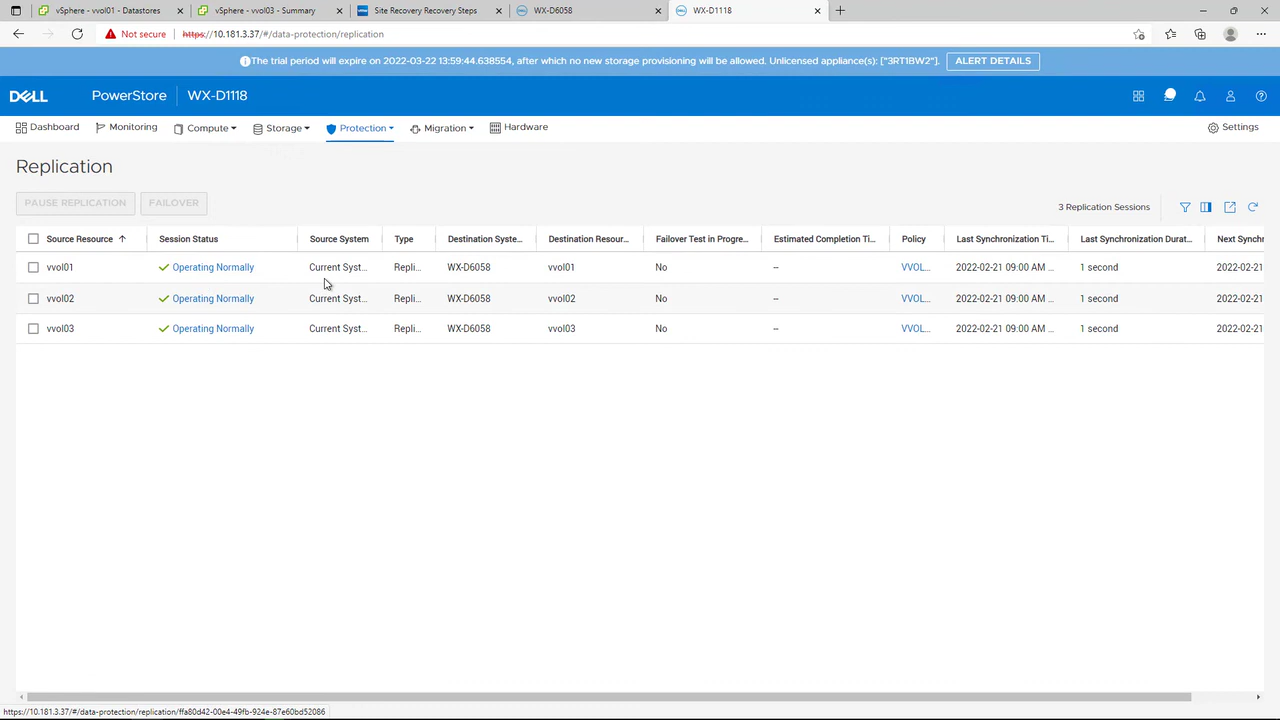 vSphere - vvol01 - Datastores
vSphere - vvol03 - Summary
Site Recovery Recovery Steps
WX-D6058
WX-D1118
Not secure https://10.181.3.37/#/data-protection/replication
The trial period will expire on 2022-03-22 13:59:44.638554, after which no new storage provisioning will be allowed. Unlicensed appliance(s): ["3RT1BW2"]. ALERT DETAILS
DELL PowerStore WX-D1118
Dashboard Monitoring Compute Storage Protection Migration Hardware Settings
Replication
PAUSE REPLICATION FAILOVER 3 Replication Sessions
Source Resource Session Status Source System Type Destination Syste... Destination Resour... Failover Test in Progre... Estimated Completion Ti... Policy Last Synchronization Ti... Last Synchronization Durat... Next Synchr
vvol01 Operating Normally Current Syst... Repli... WX-D6058 vvol01 No -- VVOL... 2022-02-21 09:00 AM ... 1 second 2022-02
vvol02 Operating Normally Current Syst... Repli... WX-D6058 vvol02 No -- VVOL... 2022-02-21 09:00 AM ... 1 second 2022-02
vvol03 Operating Normally Current Syst... Repli... WX-D6058 vvol03 No -- VVOL... 2022-02-21 09:00 AM ... 1 second 2022-02
https://10.181.3.37/#/data-protection/replication/ffa80d42-00e4-49fb-924e-87e60bd52086